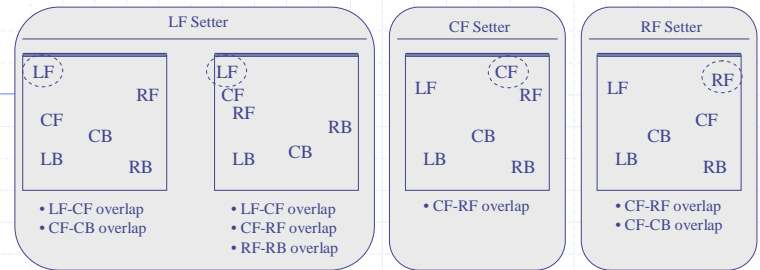 LF Setter
LF
RF
CF
CB
LB
RB
• LF-CF overlap
• CF-CB overlap
LF
CF
RF
RB
CB
LB
• LF-CF overlap
• CF-RF overlap
• RF-RB overlap
CF Setter
CF
LF
RF
CB
LB
RB
• CF-RF overlap
RF Setter
RF
LF
CF
CB
LB
RB
• CF-RF overlap
• CF-CB overlap